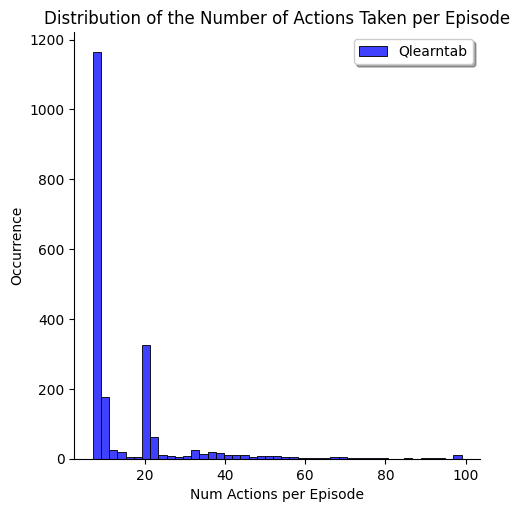 Distribution of the Number of Actions Taken per Episode
Qlearntab
1200
1000
800
600
400
200
0
Occurrence
20 40 60 80 100
Num Actions per Episode